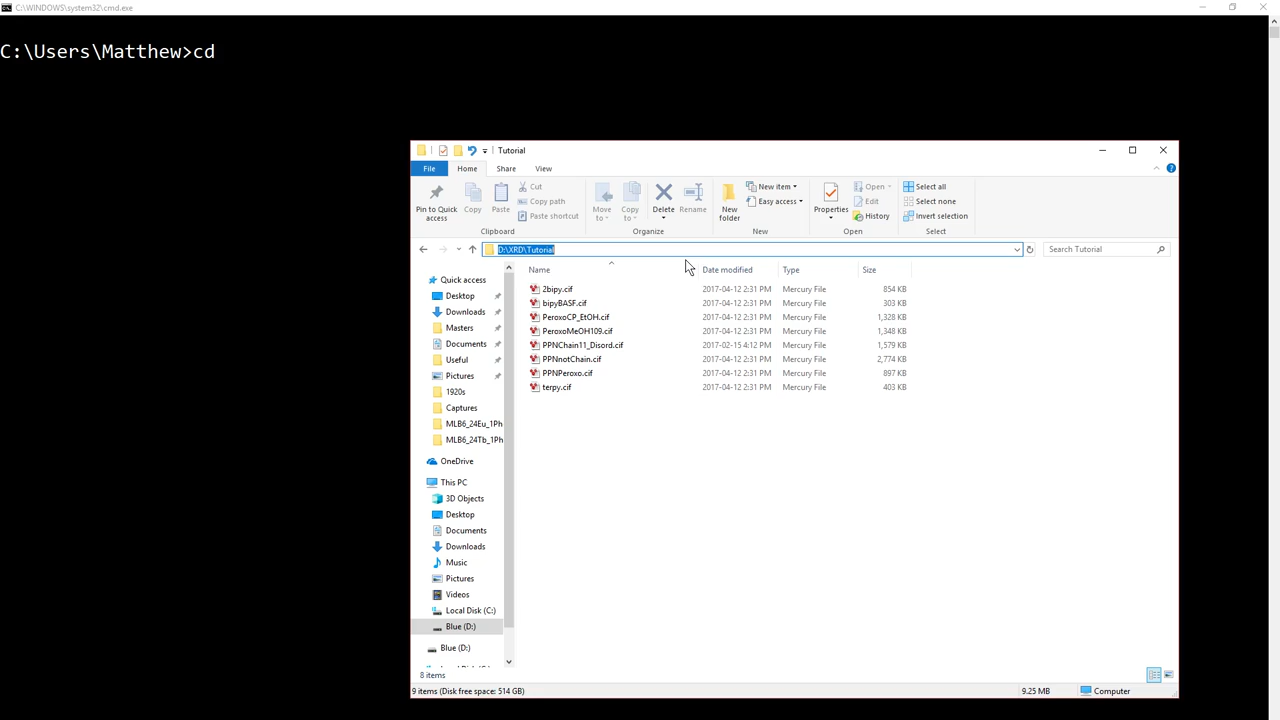 C:\WINDOWS\system32\cmd.exe
C:\Users\Matthew>cd
Tutorial
File Home Share View
Pin to Quick access
Copy
Paste
Cut
Copy path
Paste shortcut
Clipboard
Move to
Copy to
Delete
Rename
Organize
New folder
New item
Easy access
New
Properties
Open
Edit
History
Open
Select all
Select none
Invert selection
Select
D:\XRD\Tutorial
Search Tutorial
Quick access
Desktop
Downloads
Masters
Documents
Useful
Pictures
1920s
Captures
MLB6_24Eu_1Ph
MLB6_24Tb_1Ph
OneDrive
This PC
3D Objects
Desktop
Documents
Downloads
Music
Pictures
Videos
Local Disk (C:)
Blue (D:)
Blue (D:)
Name Date modified Type Size
2bipy.cif 2017-04-12 2:31 PM Mercury File 854 KB
bipyBASF.cif 2017-04-12 2:31 PM Mercury File 303 KB
PeroxoCP_EtOH.cif 2017-04-12 2:31 PM Mercury File 1,328 KB
PeroxoMeOH109.cif 2017-04-12 2:31 PM Mercury File 1,348 KB
PPNChain11_Disord.cif 2017-02-15 4:12 PM Mercury File 1,579 KB
PPNnotChain.cif 2017-04-12 2:31 PM Mercury File 2,774 KB
PPNPeroxo.cif 2017-04-12 2:31 PM Mercury File 897 KB
terpy.cif 2017-04-12 2:31 PM Mercury File 403 KB
8 items
9 items (Disk free space: 514 GB) 9.25 MB Computer